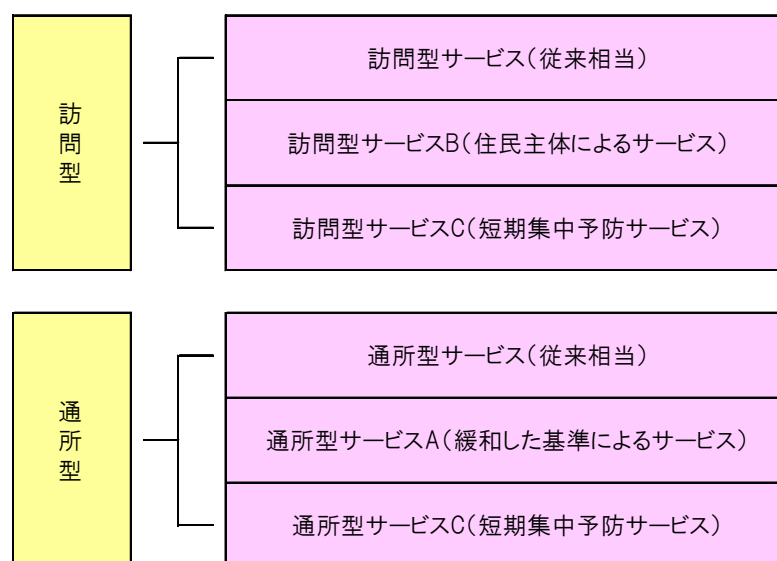 訪問型
訪問型サービス(従来相当)
訪問型サービスB(住民主体によるサービス)
訪問型サービスC(短期集中予防サービス)
通所型
通所型サービス(従来相当)
通所型サービスA(緩和した基準によるサービス)
通所型サービスC(短期集中予防サービス)